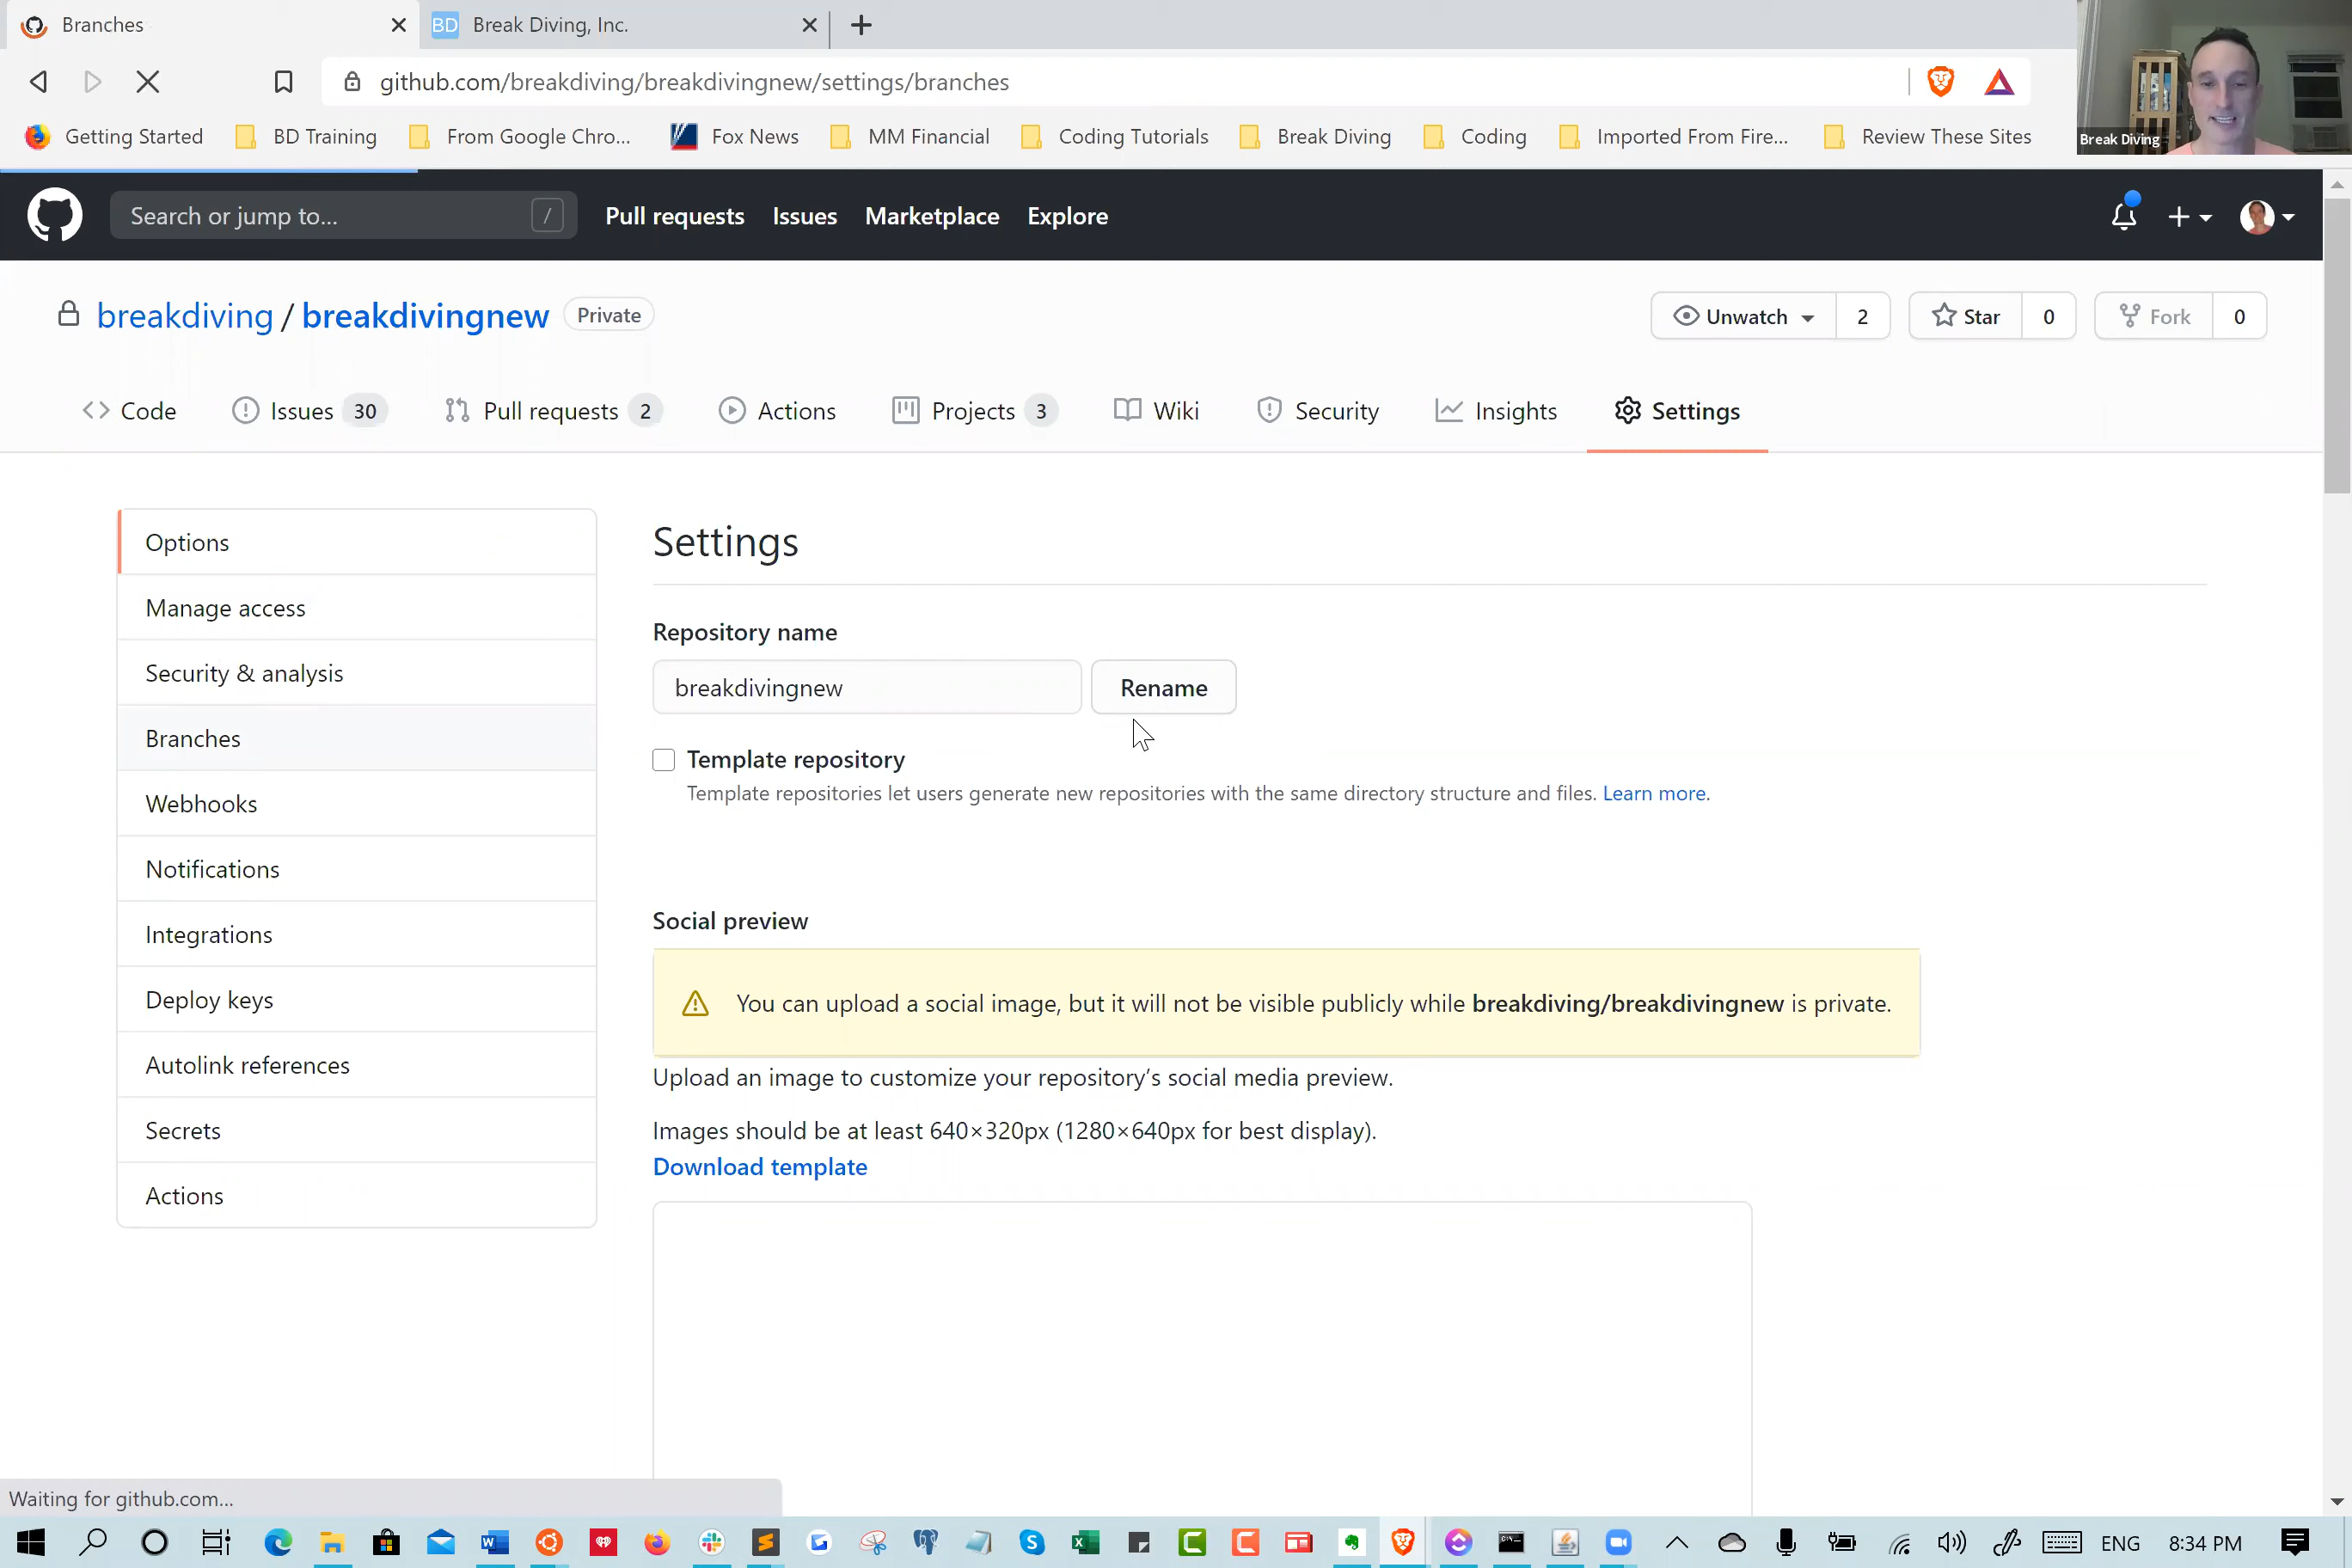 Branches
BD Break Diving, Inc.
github.com/breakdiving/breakdivingnew/settings/branches
Getting Started BD Training From Google Chro... Fox News MM Financial Coding Tutorials Break Diving Coding Imported From Fire... Review These Sites
Break Diving
Search or jump to... / Pull requests Issues Marketplace Explore
breakdiving / breakdivingnew Private
Unwatch 2 Star 0 Fork 0
Code Issues 30 Pull requests 2 Actions Projects 3 Wiki Security Insights Settings
Options
Manage access
Security & analysis
Branches
Webhooks
Notifications
Integrations
Deploy keys
Autolink references
Secrets
Actions
Settings
Repository name
breakdivingnew Rename
Template repository
Template repositories let users generate new repositories with the same directory structure and files. Learn more.
Social preview
You can upload a social image, but it will not be visible publicly while breakdiving/breakdivingnew is private.
Upload an image to customize your repository's social media preview.
Images should be at least 640×320px (1280×640px for best display).
Download template
Waiting for github.com...
ENG 8:34 PM